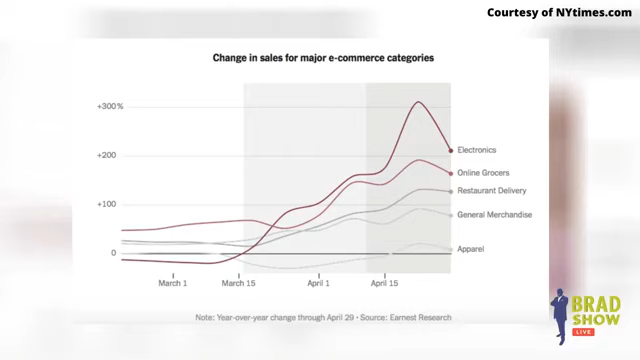 Courtesy of NYtimes.com
Change in sales for major e-commerce categories
+300%
+200
+100
0
Electronics
Online Grocers
Restaurant Delivery
General Merchandise
Apparel
March 1
March 15
April 1
April 15
Note: Year-over-year change through April 29 • Source: Earnest Research
BRAD
SHOW
LIVE